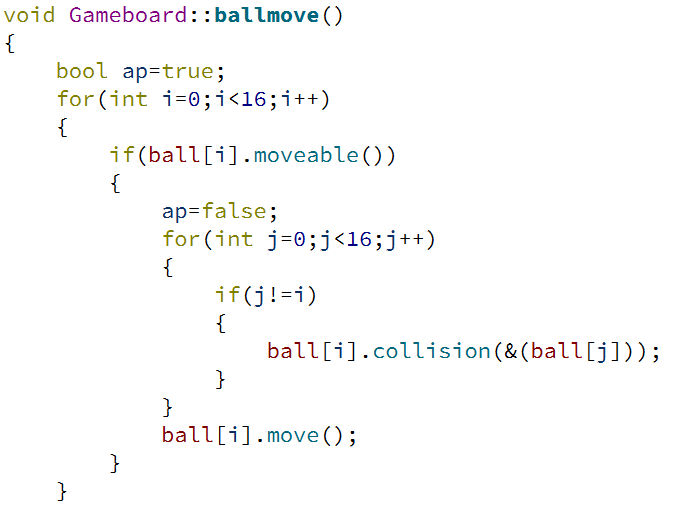 void Gameboard::ballmove()
{
    bool ap=true;
    for(int i=0;i<16;i++)
    {
        if(ball[i].moveable())
        {
            ap=false;
            for(int j=0;j<16;j++)
            {
                if(j!=i)
                {
                    ball[i].collision(&(ball[j]));
                }
            }
            ball[i].move();
        }
    }